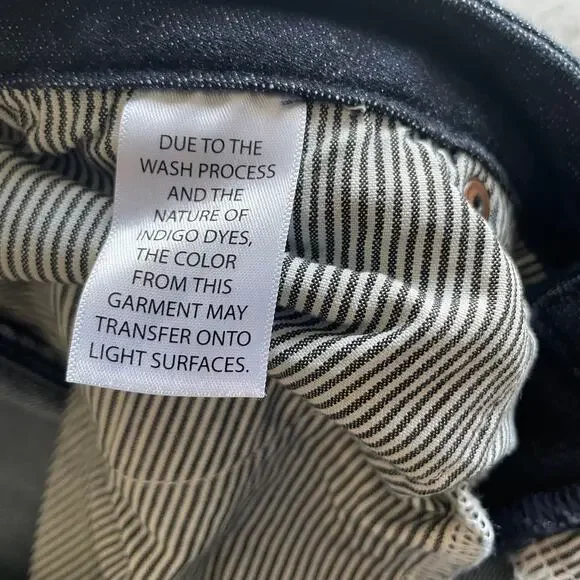 DUE TO THE
WASH PROCESS
AND THE
NATURE OF
INDIGO DYES,
THE COLOR
FROM THIS
GARMENT MAY
TRANSFER ONTO
LIGHT SURFACES.